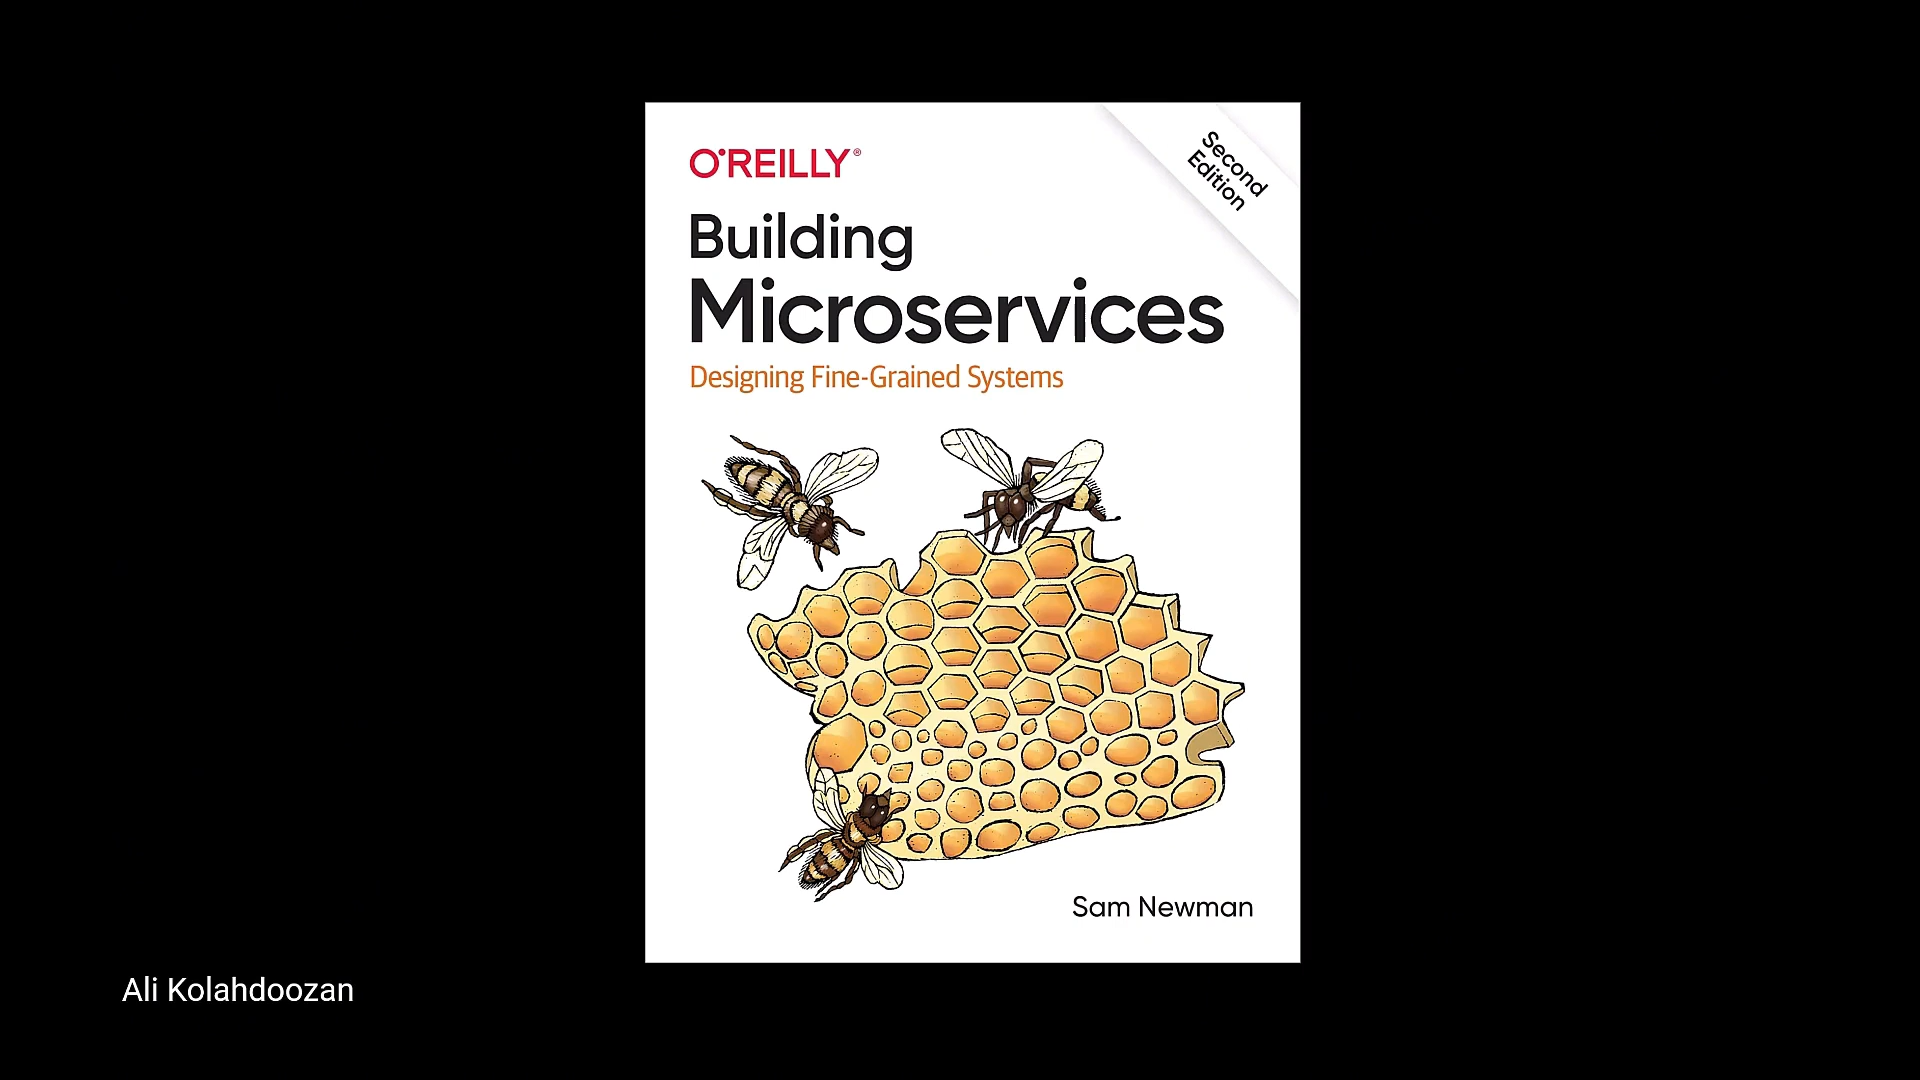 O'REILLY®
Second
Edition
Building
Microservices
Designing Fine-Grained Systems
Sam Newman
Ali Kolahdoozan